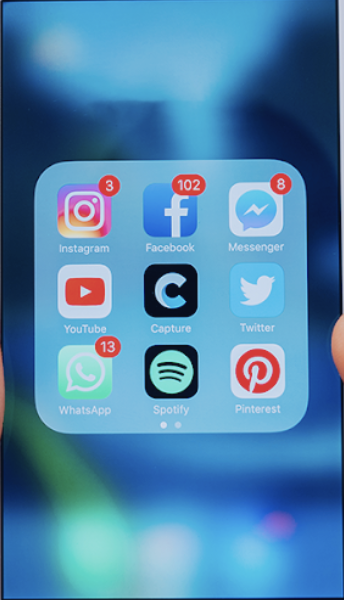 3
102
8
Instagram
Facebook
Messenger
YouTube
Capture
Twitter
13
WhatsApp
Spotify
Pinterest